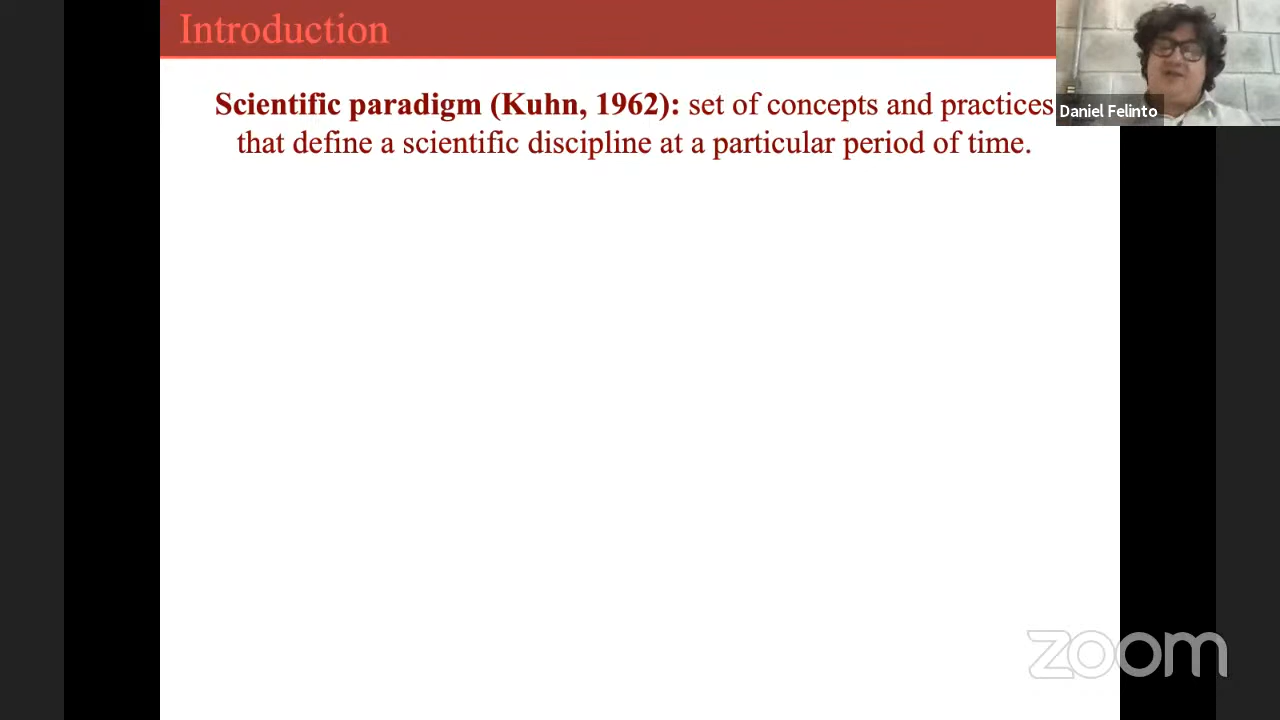 Introduction
Scientific paradigm (Kuhn, 1962): set of concepts and practices
that define a scientific discipline at a particular period of time.
Daniel Felinto
zoom